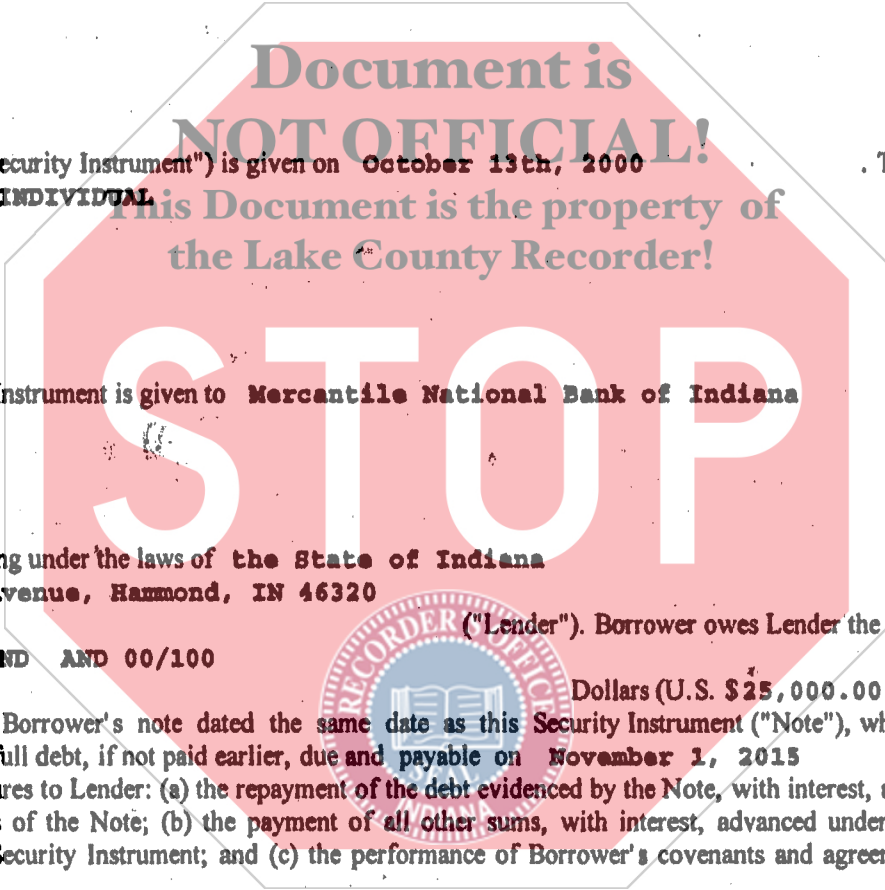 Document is
NOT OFFICIAL!
ecurity Instrument") is given on October 13th, 2000 . T
INDIVIDUAL
This Document is the property of
the Lake County Recorder!
nstrument is given to Mercantile National Bank of Indiana
STOP
ng under the laws of the State of Indiana
venue, Hammond, IN 46320
("Lender"). Borrower owes Lender the
ND AND 00/100
Dollars (U.S. $25,000.00
Borrower's note dated the same date as this Security Instrument ("Note"), wh
ull debt, if not paid earlier, due and payable on November 1, 2015
res to Lender: (a) the repayment of the debt evidenced by the Note, with interest, a
s of the Note; (b) the payment of all other sums, with interest, advanced under
Security Instrument; and (c) the performance of Borrower's covenants and agreen
RECORDER'S OFFICE
SEAL
INDIANA